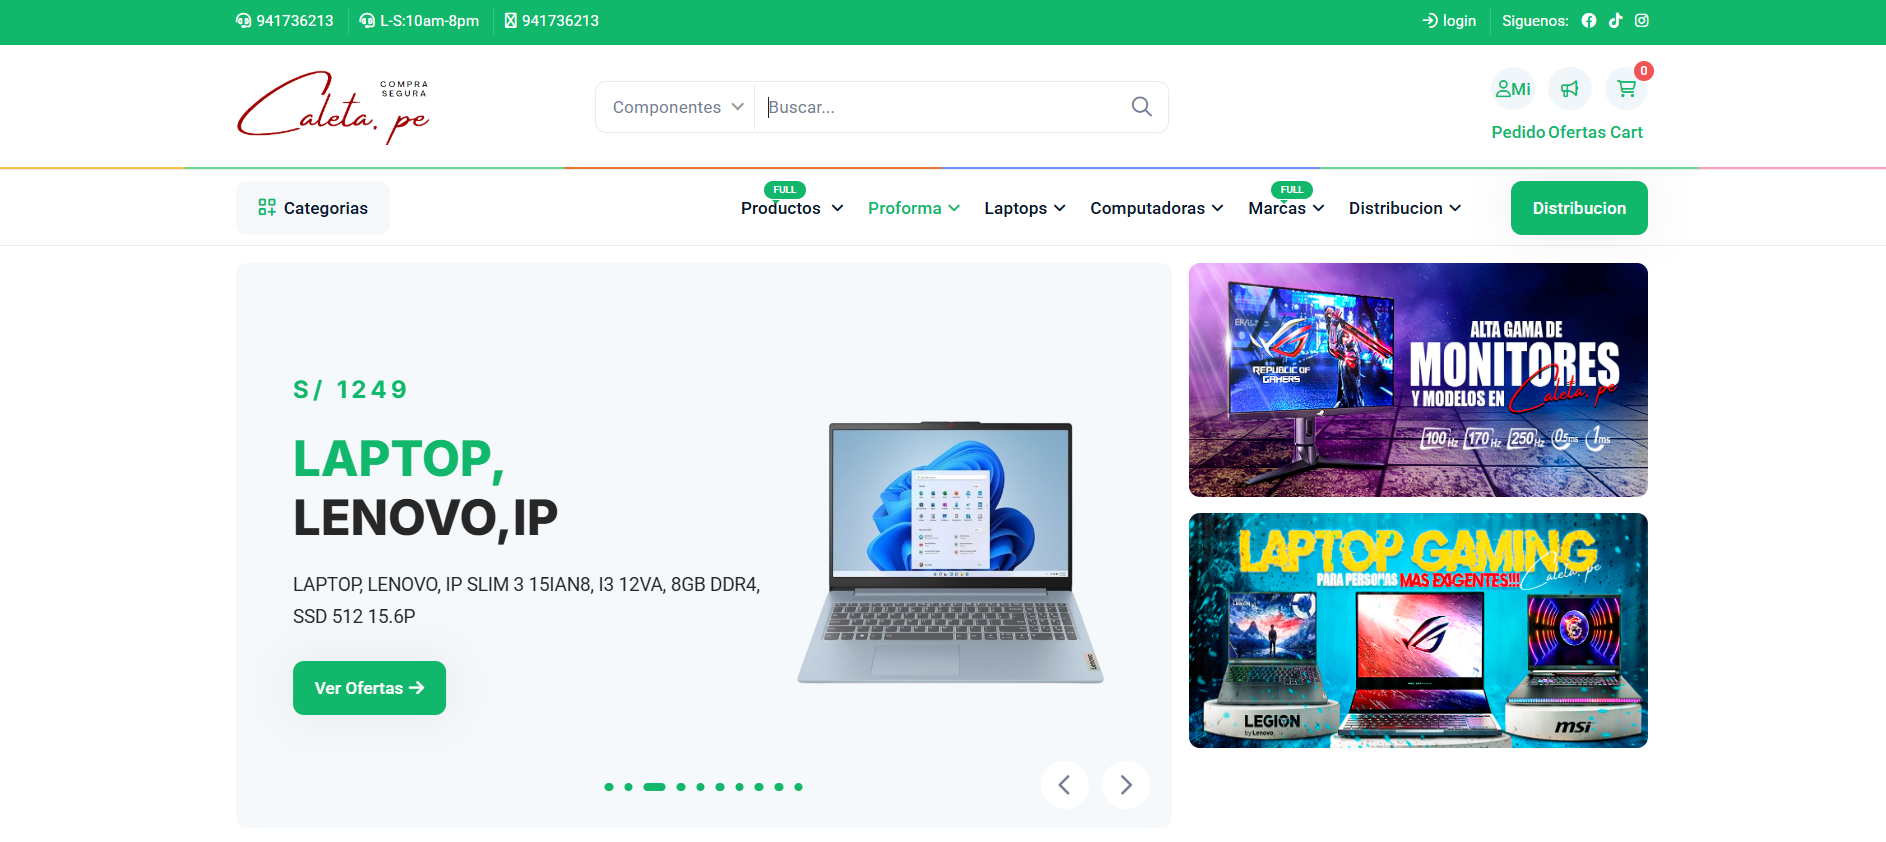 941736213
L-S:10am-8pm
941736213
login
Siguenos:
Caleta.pe
COMPRA
SEGURA
Componentes
Buscar...
Mi
0
Pedido Ofertas Cart
Categorias
FULL
FULL
Productos
Proforma
Laptops
Computadoras
Marcas
Distribucion
Distribucion
S/ 1249
LAPTOP,
LENOVO,IP
LAPTOP, LENOVO, IP SLIM 3 15IAN8, I3 12VA, 8GB DDR4,
SSD 512 15.6P
Ver Ofertas
REPUBLIC OF
GAMERS
ALTA GAMA DE
MONITORES
Y MODELOS EN Caleta.pe
100Hz 170Hz 250Hz 0.5ms 1ms
LAPTOP GAMING
PARA PERSONAS MAS EXIGENTES!!! Caleta.pe
LEGION
LEGION
by Lenovo
msi